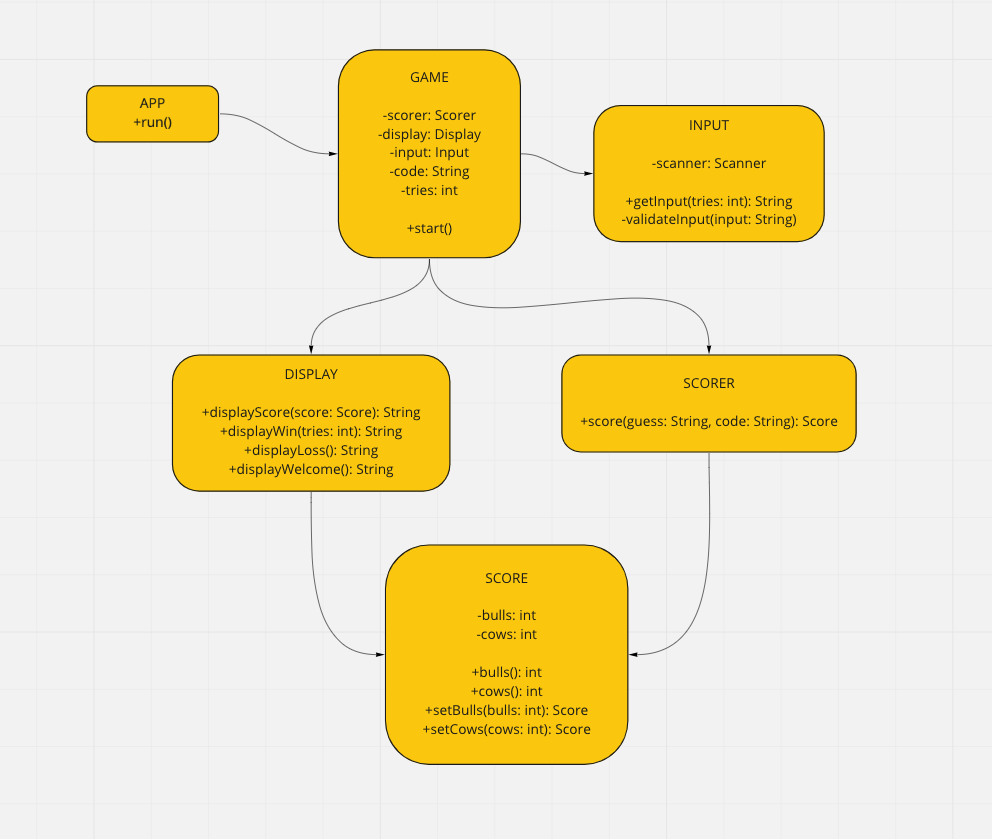 APP
+run()
GAME
-scorer: Scorer
-display: Display
-input: Input
-code: String
-tries: int
+start()
INPUT
-scanner: Scanner
+getInput(tries: int): String
-validateInput(input: String)
DISPLAY
+displayScore(score: Score): String
+displayWin(tries: int): String
+displayLoss(): String
+displayWelcome(): String
SCORER
+score(guess: String, code: String): Score
SCORE
-bulls: int
-cows: int
+bulls(): int
+cows(): int
+setBulls(bulls: int): Score
+setCows(cows: int): Score